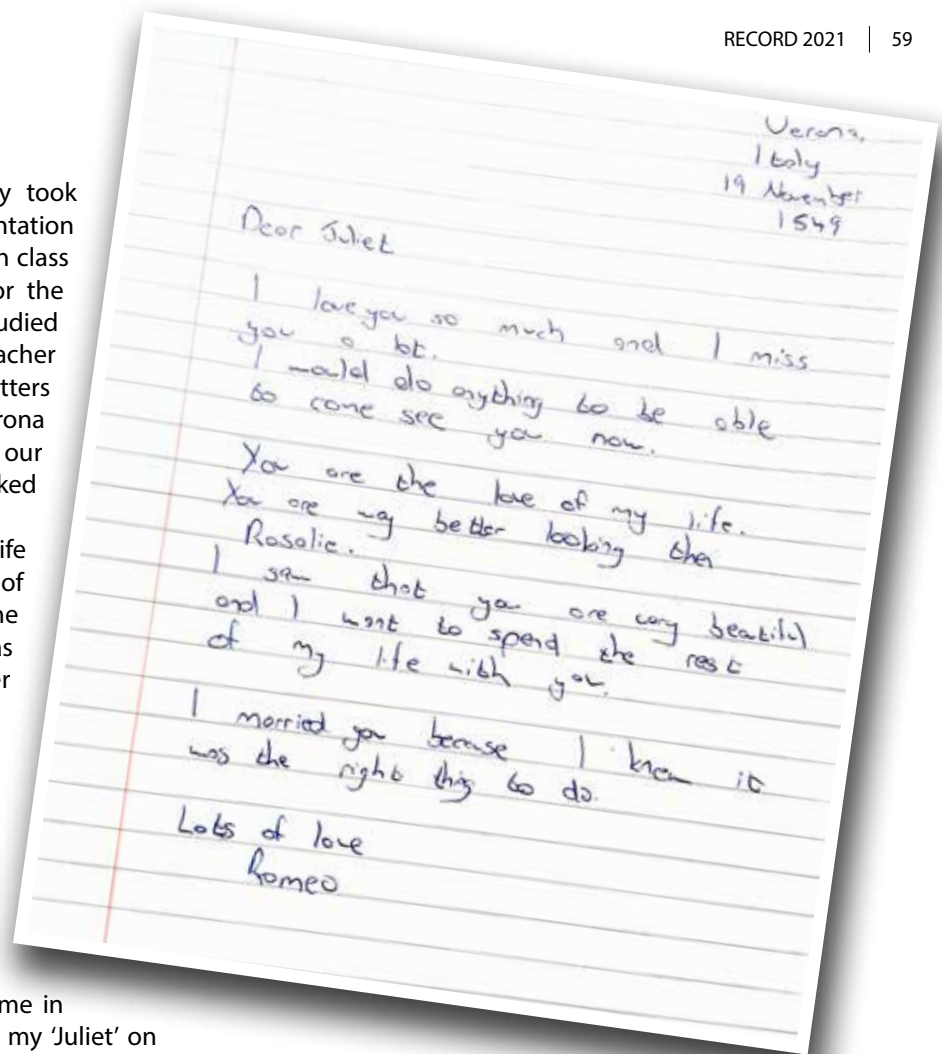 RECORD 2021 | 59
y took
ntation
n class
or the
udied
acher
tters
rona
our
ked
ife
of
ne
as
er
me in
my ‘Juliet’ on
Verona,
Italy
19 November
1549
Dear Juliet
I love you so much and I miss
you a lot.
I would do anything to be able
to come see you now.
You are the love of my life.
You are way better looking then
Rosalie.
I saw that you are very beautiful
and I want to spend the rest
of my life with you.
I married you because I knew it
was the right thing to do.
Lots of love
Romeo